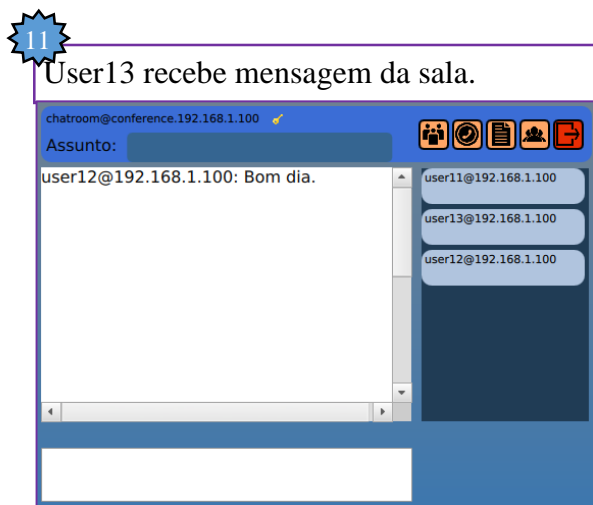 11
User13 recebe mensagem da sala.
chatroom@conference.192.168.1.100
Assunto:
user12@192.168.1.100: Bom dia.
user11@192.168.1.100
user13@192.168.1.100
user12@192.168.1.100